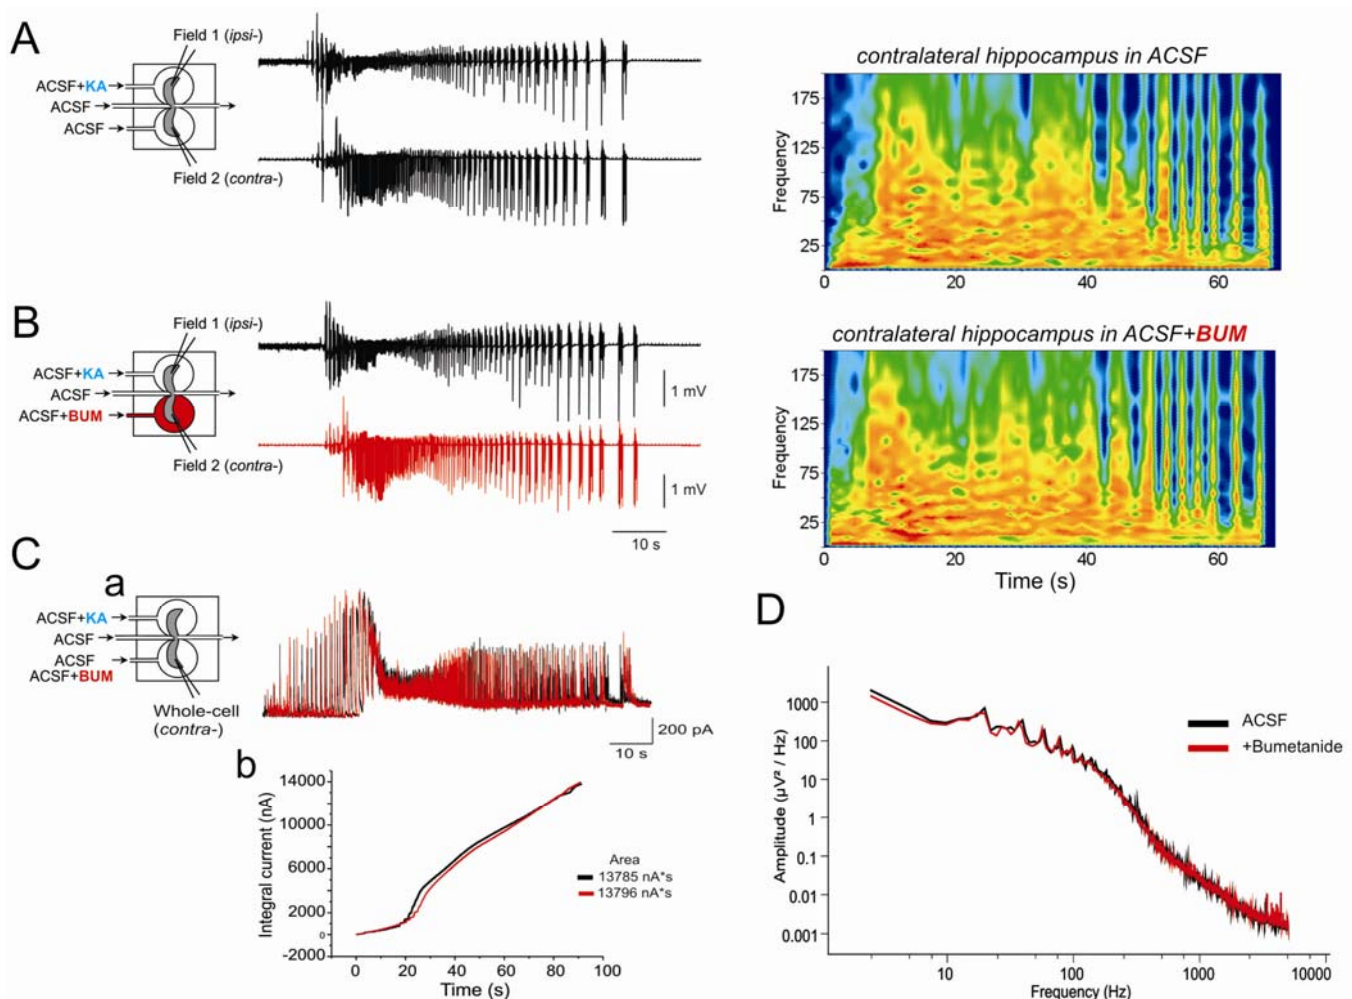 A
Field 1 (ipsi-)
ACSF+KA
ACSF
ACSF
Field 2 (contra-)
contralateral hippocampus in ACSF
Frequency
175
125
75
25
0
20
40
60
B
Field 1 (ipsi-)
ACSF+KA
ACSF
ACSF+BUM
Field 2 (contra-)
1 mV
1 mV
10 s
contralateral hippocampus in ACSF+BUM
Frequency
175
125
75
25
0
20
40
60
Time (s)
C
a
ACSF+KA
ACSF
ACSF
ACSF+BUM
Whole-cell
(contra-)
200 pA
10 s
b
Integral current (nA)
14000
10000
6000
2000
0
-2000
Area
13785 nA*s
13796 nA*s
0
20
40
60
80
100
Time (s)
D
Amplitude (µV² / Hz)
1000
100
10
1
0.1
0.01
0.001
ACSF
+Bumetanide
10
100
1000
10000
Frequency (Hz)